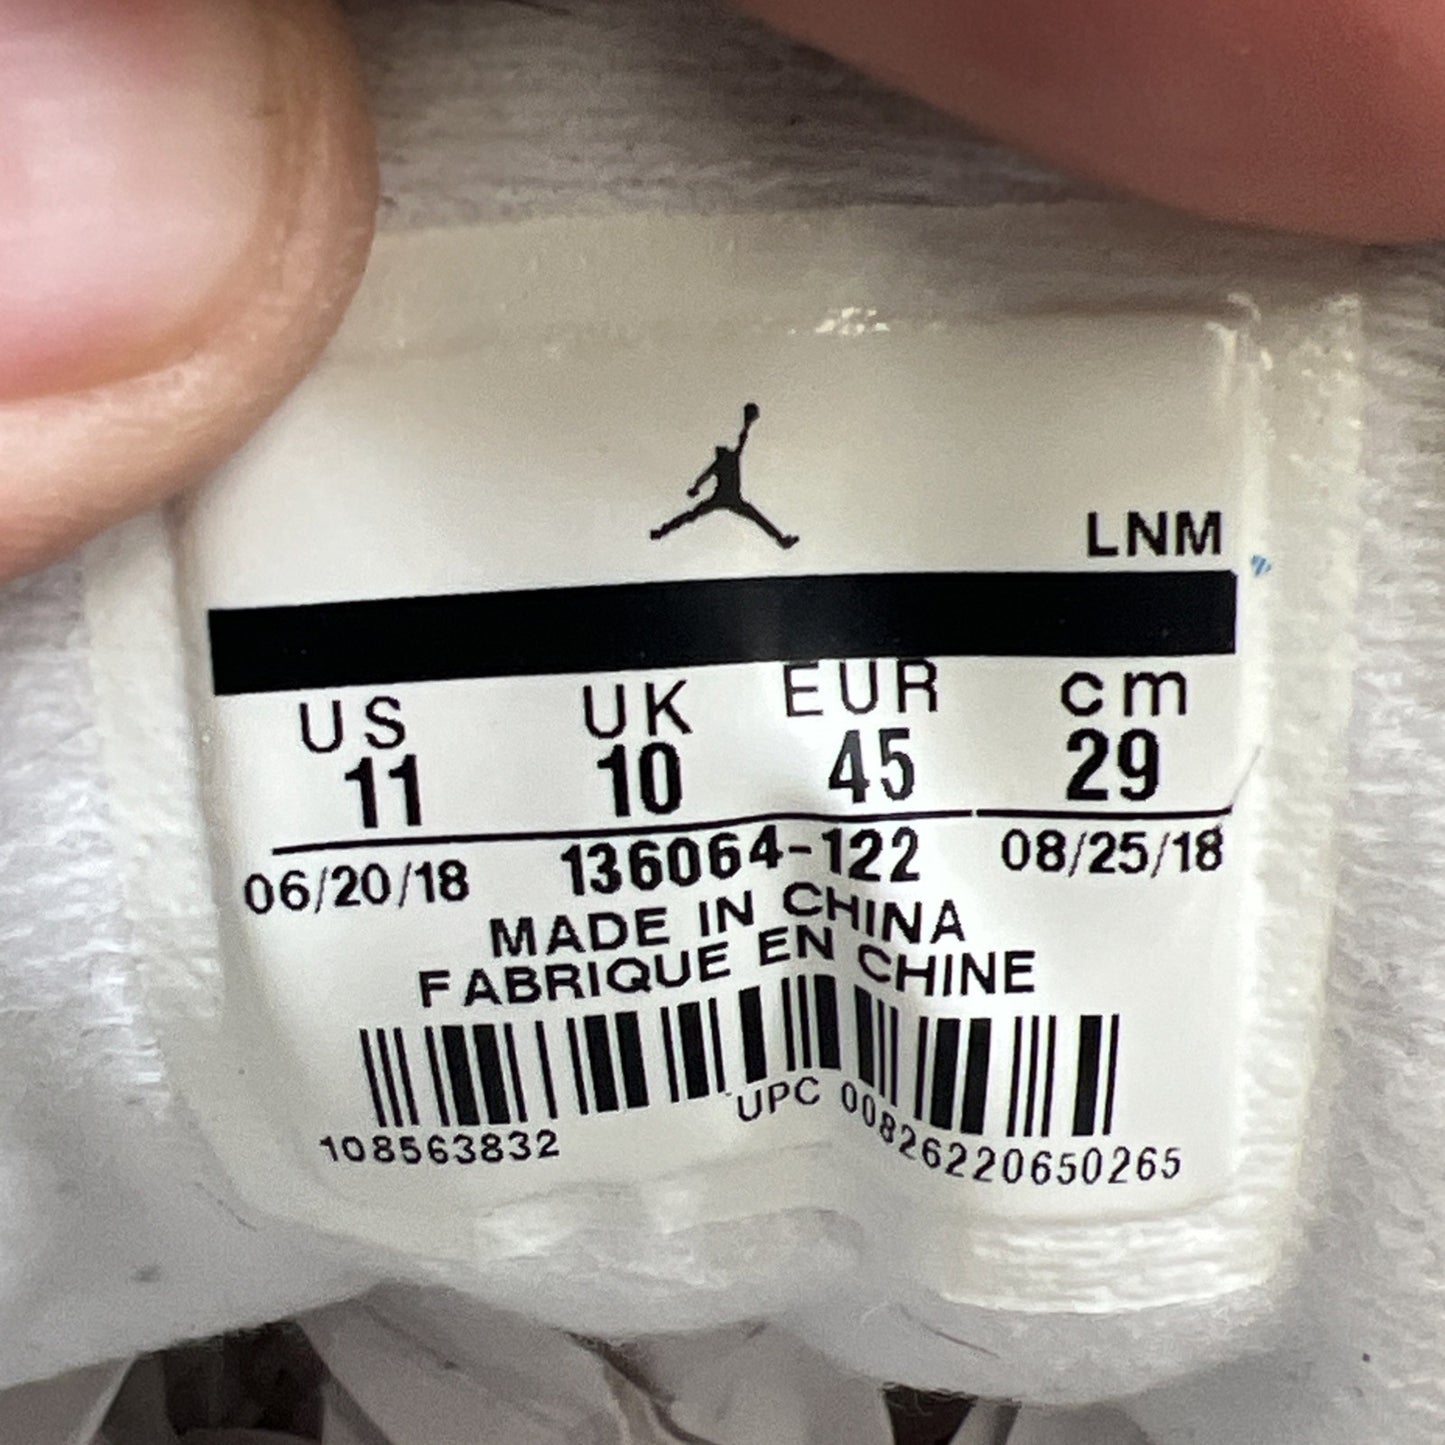 LNM
US UK EUR cm
11 10 45 29
06/20/18 136064-122 08/25/18
MADE IN CHINA
FABRIQUE EN CHINE
108563832 UPC 00826220650265